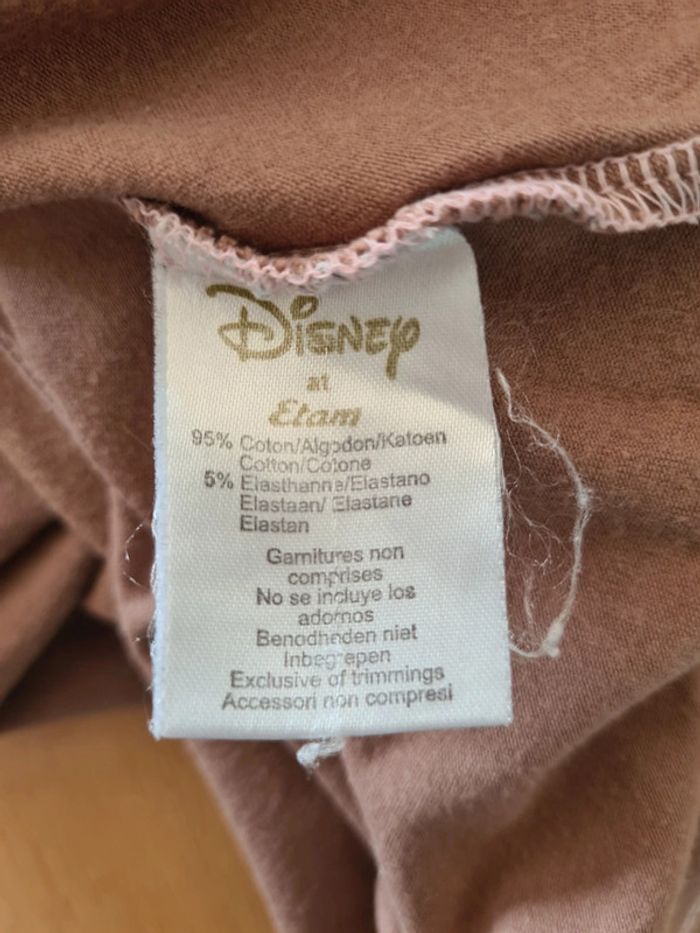 Disney
at
Etam
95% Coton/Algodon/Katoen
Cotton/Cotone
5% Elasthanne/Elastano
Elastaan/ Elastane
Elastan
Garnitures non
comprises
No se incluye los
adornos
Benodheden niet
Inbegrepen
Exclusive of trimmings
Accessori non compresi